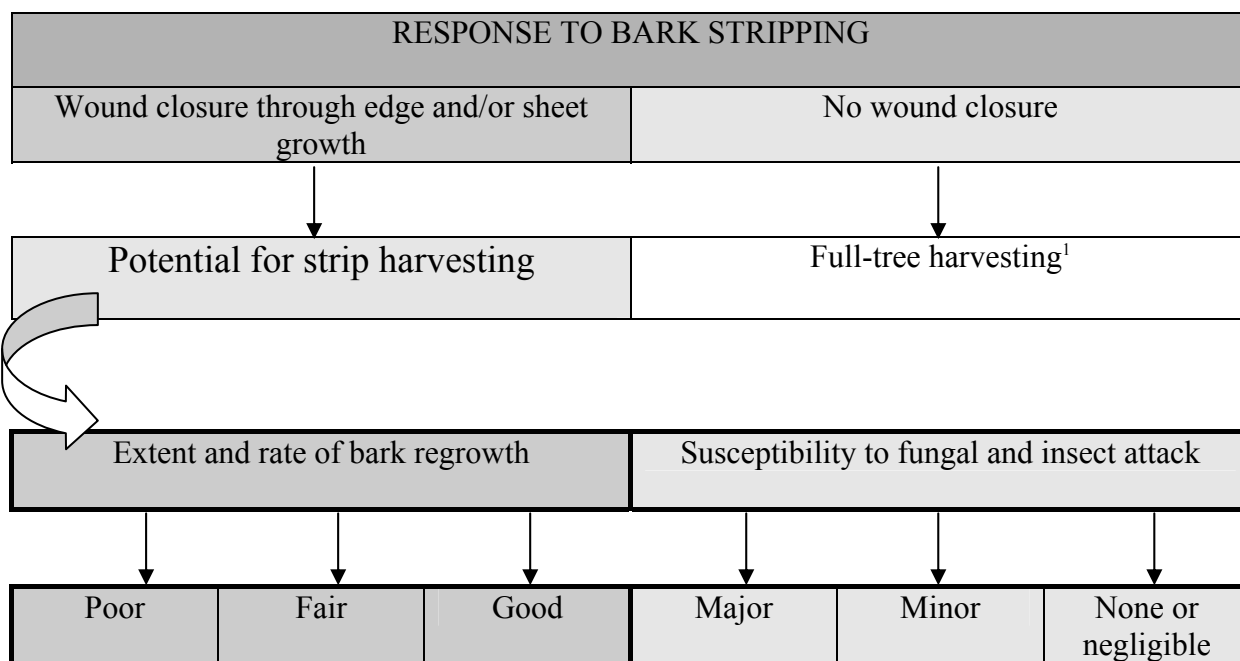 RESPONSE TO BARK STRIPPING
Wound closure through edge and/or sheet
growth
No wound closure
Potential for strip harvesting
Full-tree harvesting¹
Extent and rate of bark regrowth
Susceptibility to fungal and insect attack
Poor
Fair
Good
Major
Minor
None or
negligible